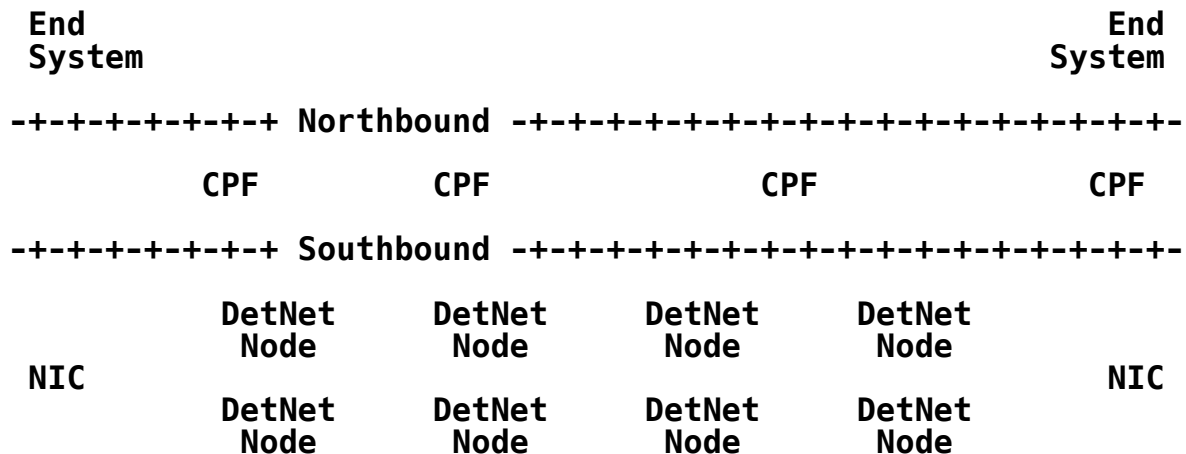 End                                                      End
System                                                System
-+-+-+-+-+-+-+ Northbound -+-+-+-+-+-+-+-+-+-+-+-+-+-+-+-+-+-
CPF         CPF              CPF              CPF
-+-+-+-+-+-+-+ Southbound -+-+-+-+-+-+-+-+-+-+-+-+-+-+-+-+-+-
DetNet     DetNet     DetNet     DetNet
Node       Node       Node       Node
NIC                                                      NIC
DetNet     DetNet     DetNet     DetNet
Node       Node       Node       Node